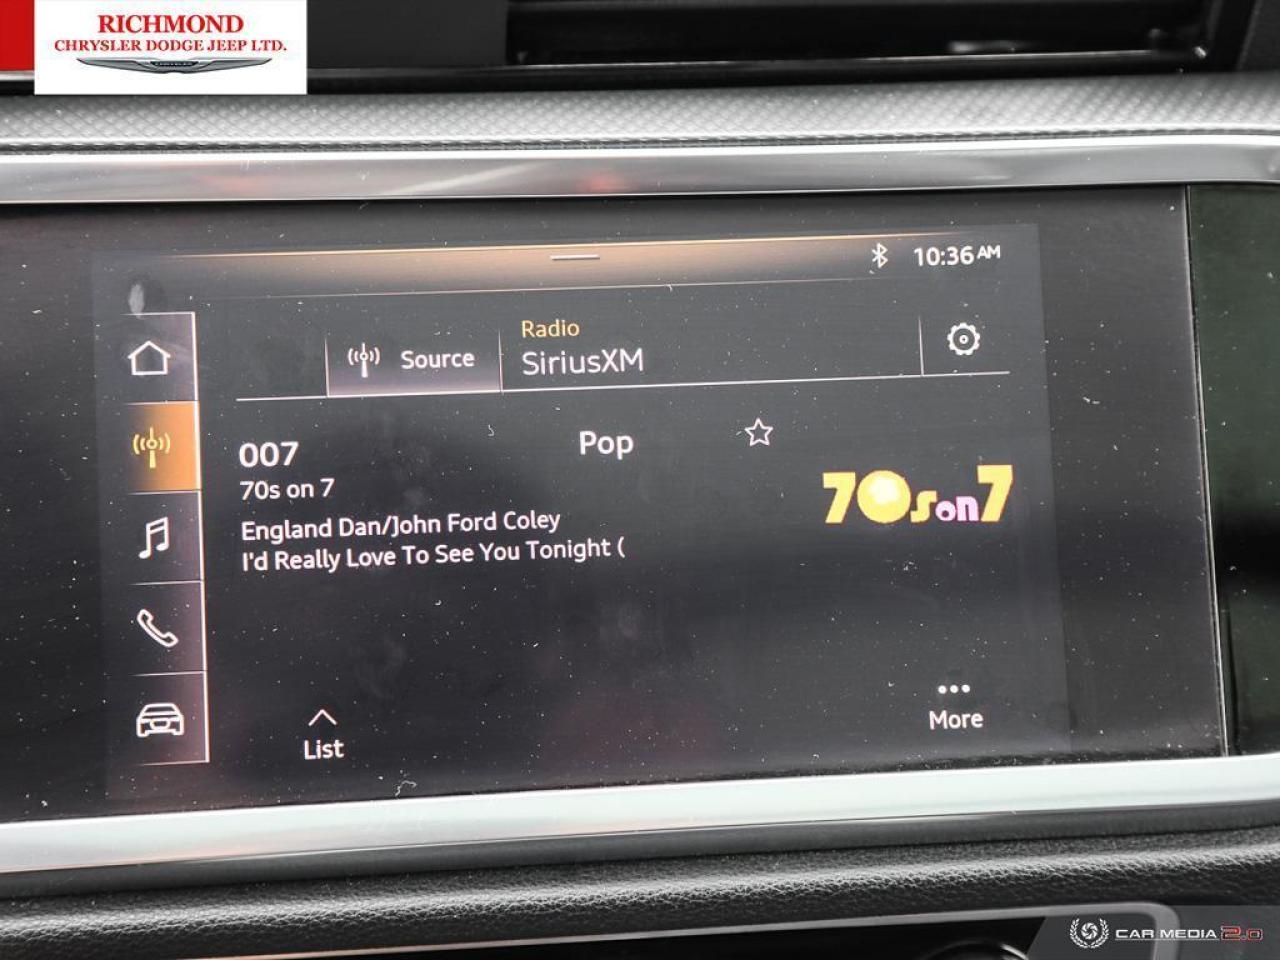 RICHMOND
CHRYSLER DODGE JEEP LTD.
10:36 AM
Radio
Source
SiriusXM
007
Pop
70s on 7
70s on 7
England Dan/John Ford Coley
I'd Really Love To See You Tonight (
List
More
CAR MEDIA 2.0